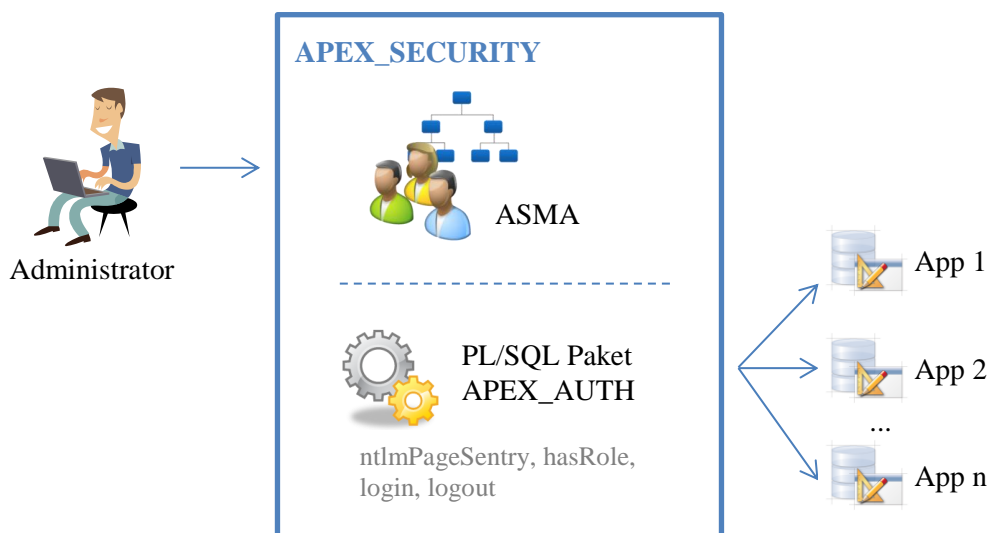 APEX_SECURITY
ASMA
Administrator
PL/SQL Paket
APEX_AUTH
ntlmPageSentry, hasRole,
login, logout
App 1
App 2
...
App n